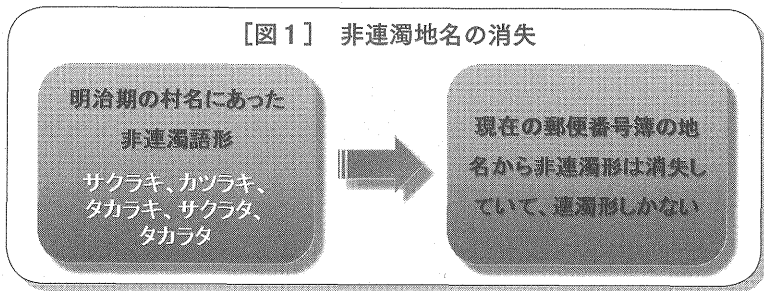 [図1] 非連濁地名の消失
明治期の村名にあった
非連濁語形
サクラキ、カツラキ、
タカラキ、サクラタ、
タカラタ
現在の郵便番号簿の地
名から非連濁形は消失し
ていて、連濁形しかない